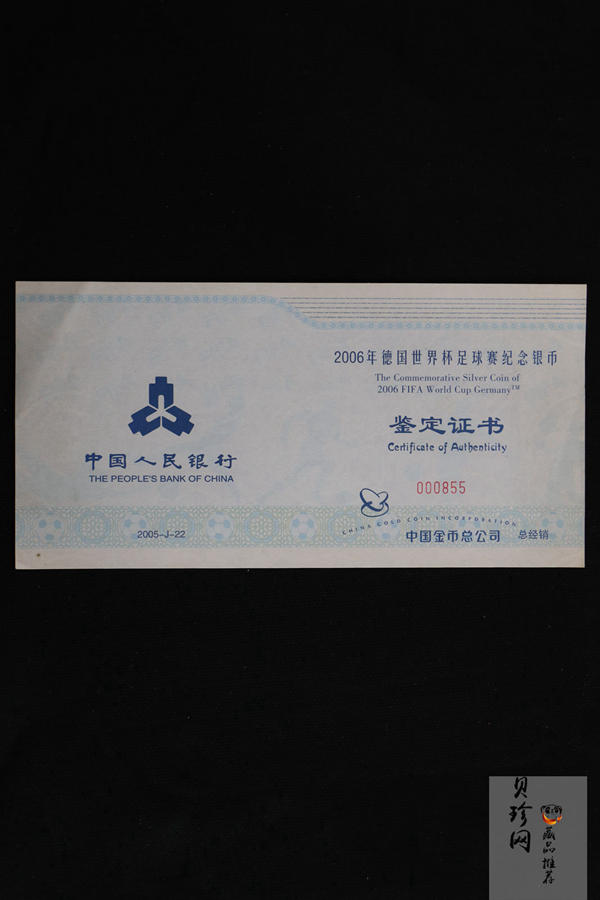 2006年德国世界杯足球赛纪念银币
The Commemorative Silver Coin of
2006 FIFA World Cup Germany™
鉴定证书
Certificate of Authenticity
000855
中国人民银行
THE PEOPLE'S BANK OF CHINA
2005-J-22
CHINA GOLD COIN INCORPORATION
中国金币总公司 总经销
贝珍网
藏品推荐